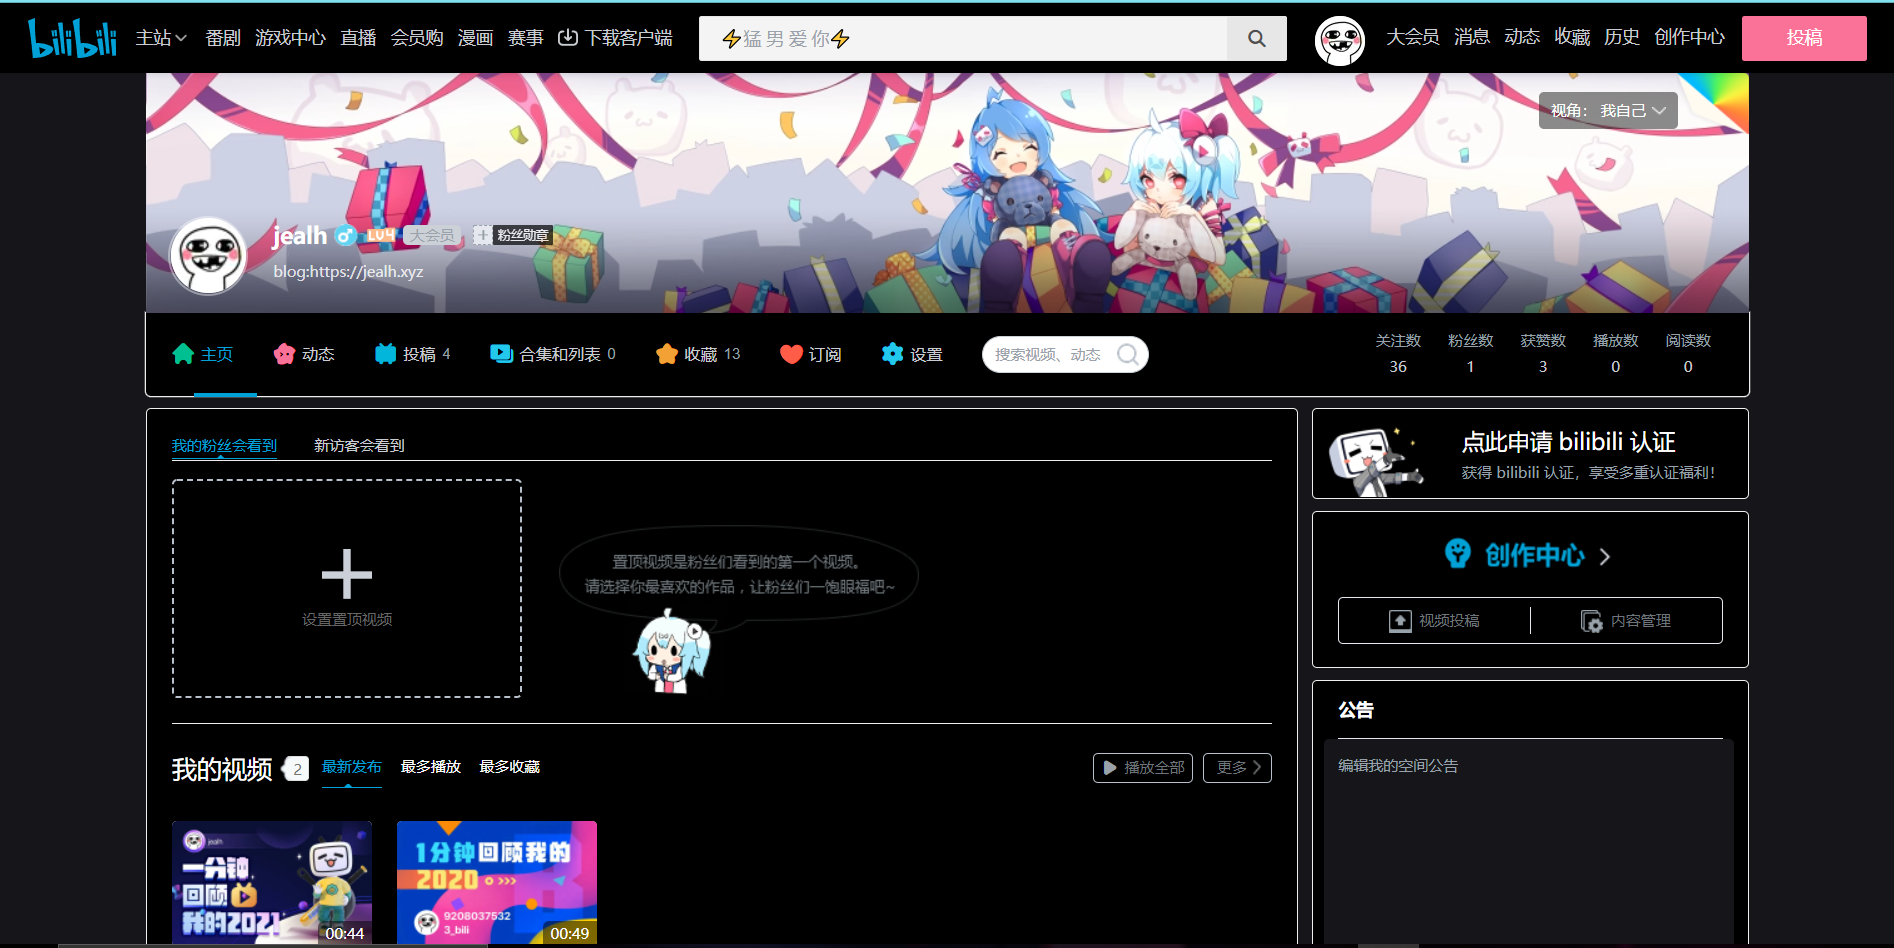 bilibili 主站 番剧 游戏中心 直播 会员购 漫画 赛事 下载客户端
⚡猛男爱你⚡
大会员 消息 动态 收藏 历史 创作中心 投稿
视角： 我自己
jealh LV4 大会员 粉丝勋章
blog:https://jealh.xyz
主页 动态 投稿 4 合集和列表 0 收藏 13 订阅 设置
搜索视频、动态
关注数 粉丝数 获赞数 播放数 阅读数
36 1 3 0 0
我的粉丝会看到 新访客会看到
设置置顶视频
置顶视频是粉丝们看到的第一个视频。
请选择你最喜欢的作品，让粉丝们一饱眼福吧~
我的视频 2 最新发布 最多播放 最多收藏
播放全部 更多
jealh
一分钟
回顾
我的2021
00:44
1分钟回顾我的
2020
9208037532
3_bili
00:49
点此申请 bilibili 认证
获得 bilibili 认证，享受多重认证福利！
创作中心
视频投稿 内容管理
公告
编辑我的空间公告